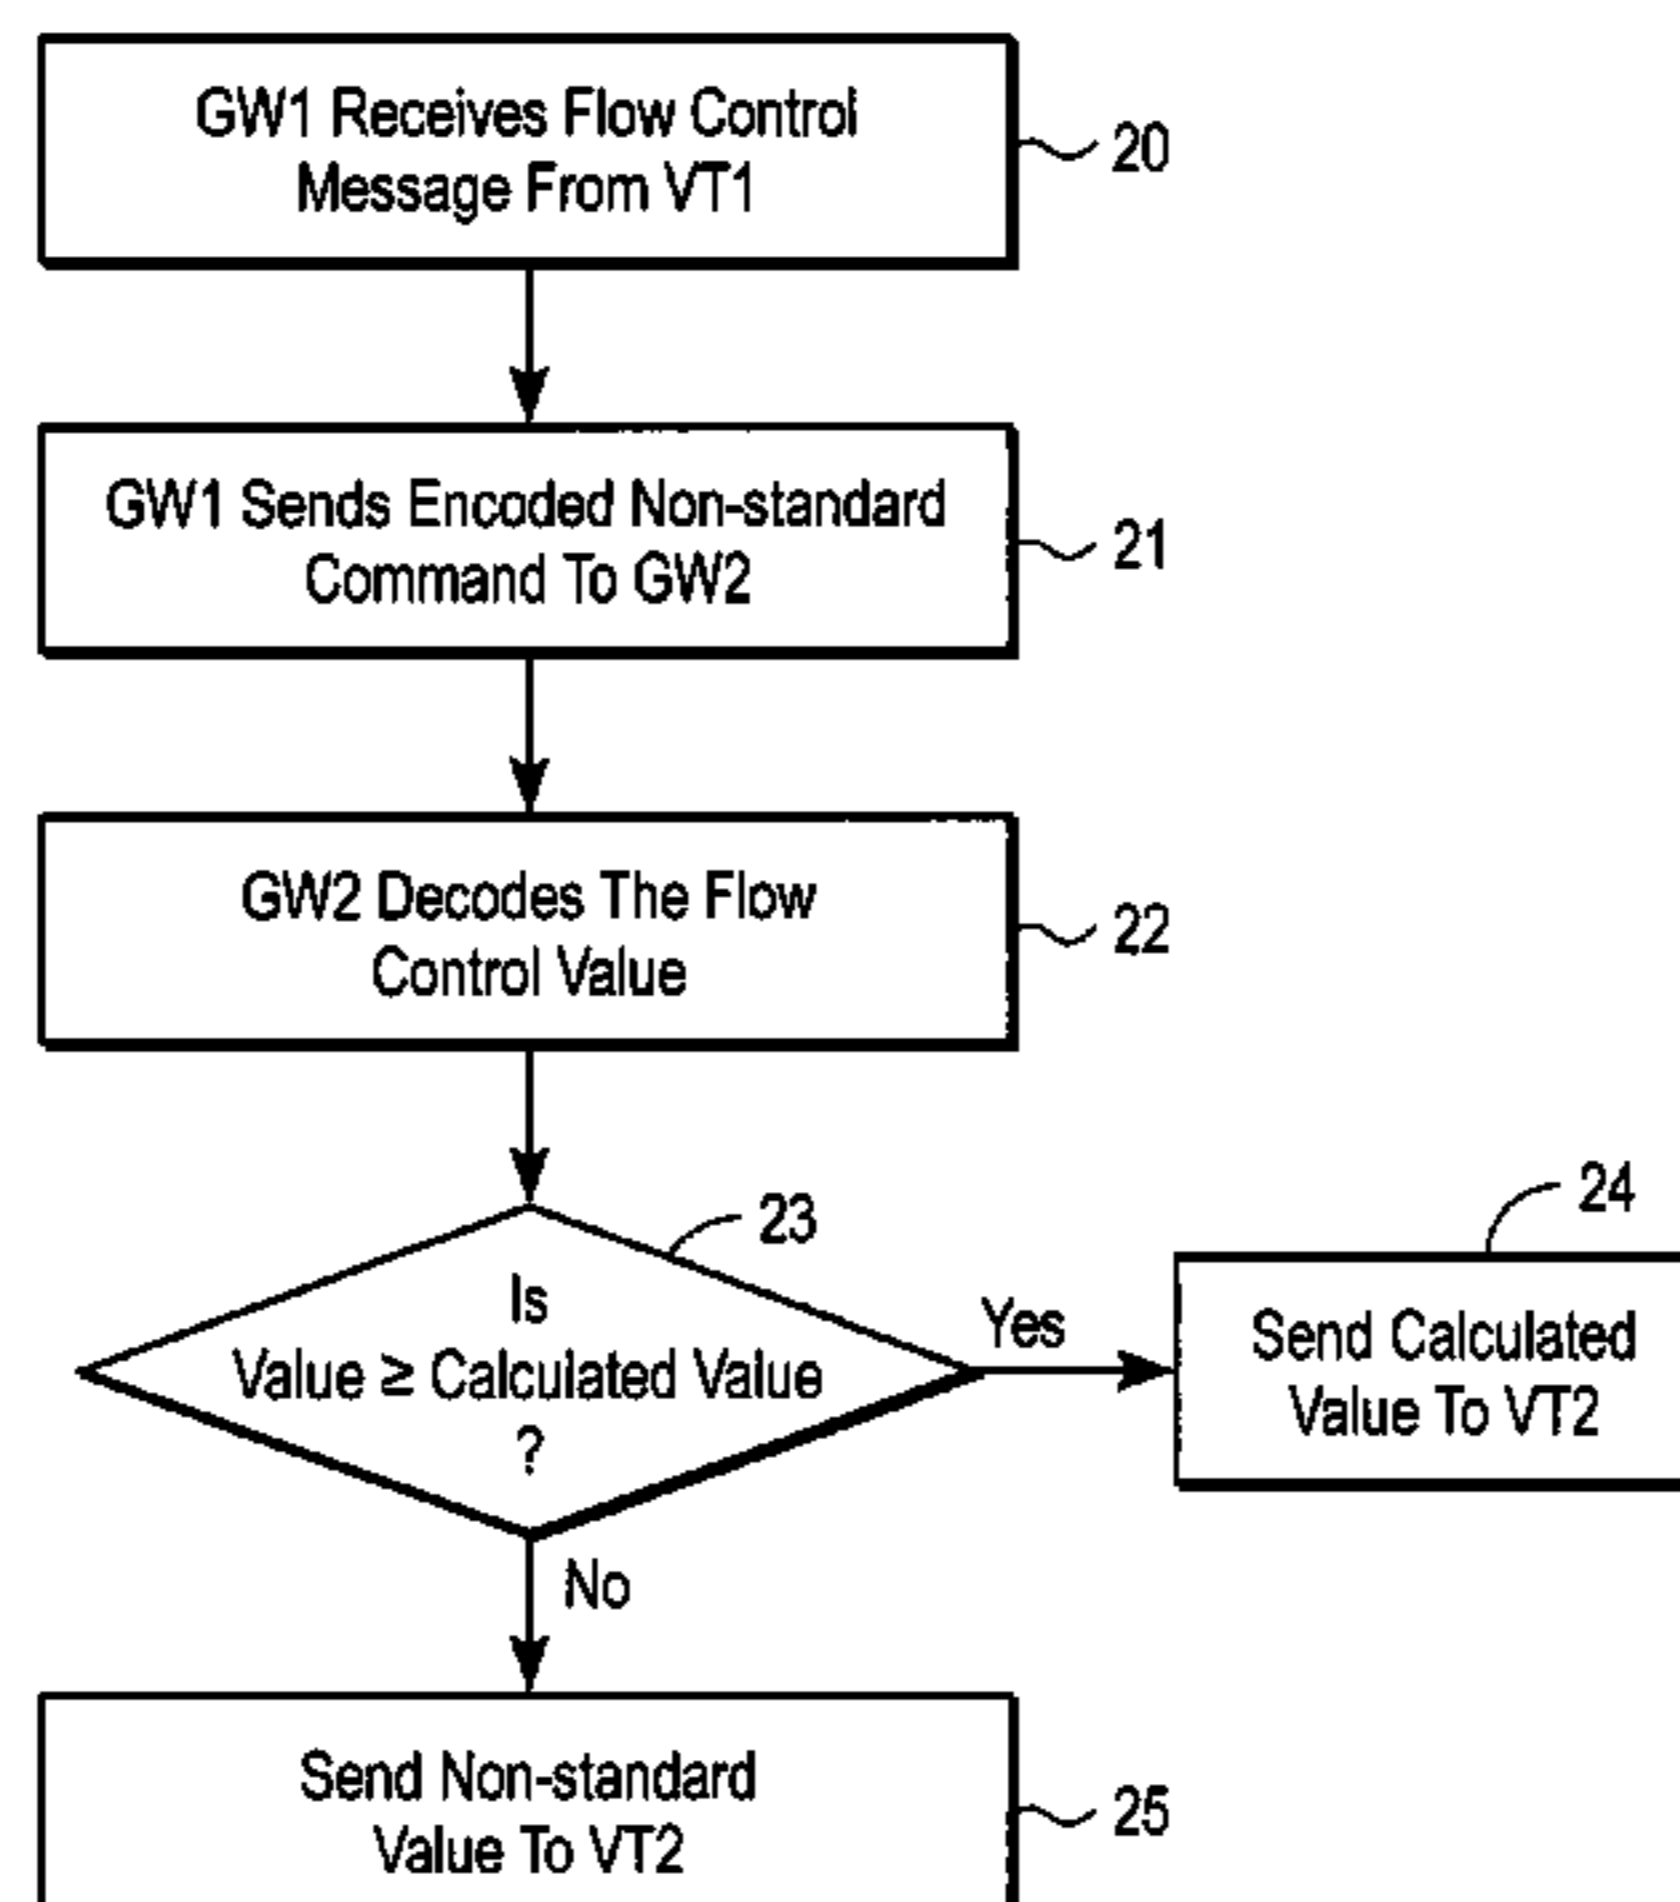 GW1 Receives Flow Control
Message From VT1
20
GW1 Sends Encoded Non-standard
Command To GW2
21
GW2 Decodes The Flow
Control Value
22
23
Is
Value ≥ Calculated Value
?
Yes
24
Send Calculated
Value To VT2
No
Send Non-standard
Value To VT2
25